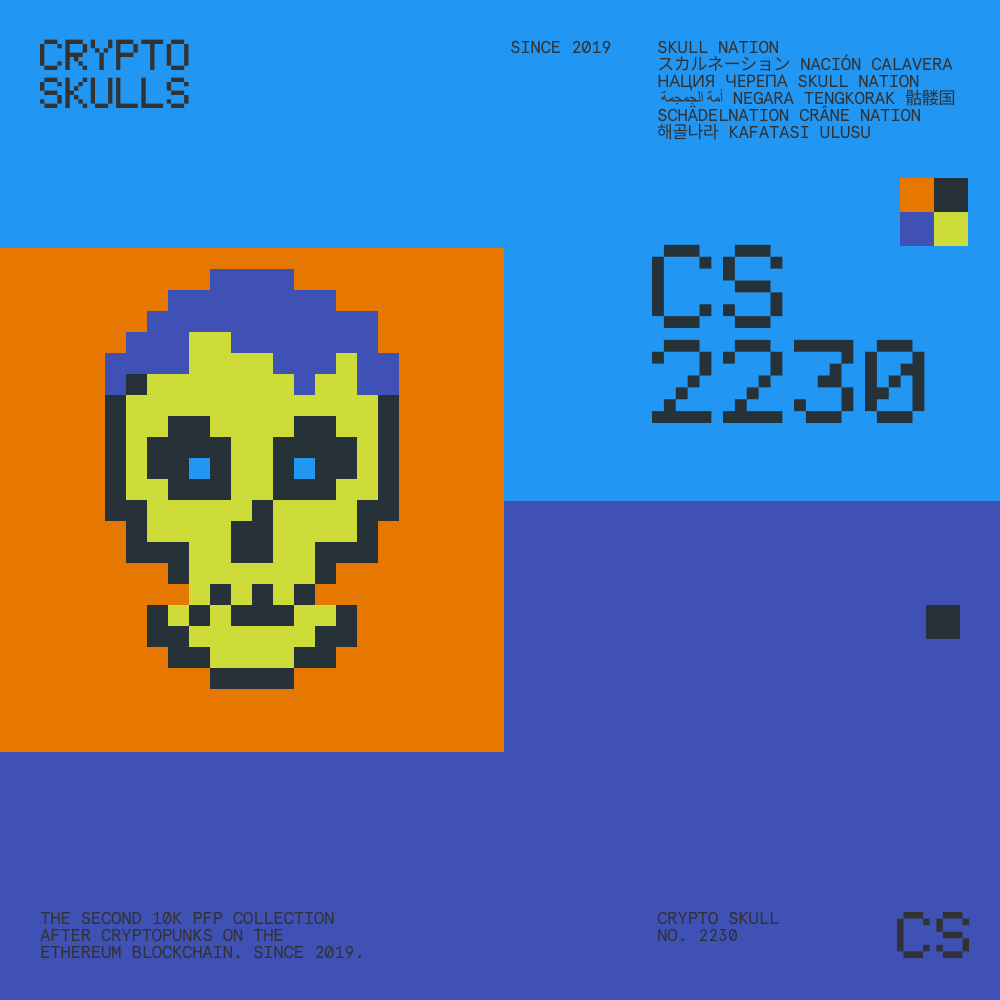 CRYPTO
SKULLS
SINCE 2019
SKULL NATION
スカルネーション NACIÓN CALAVERA
НАЦИЯ ЧЕРЕПА SKULL NATION
أمة الجمجمة NEGARA TENGKORAK 骷髅国
SCHÄDELNATION CRÂNE NATION
해골나라 KAFATASI ULUSU
CS
2230
THE SECOND 10K PFP COLLECTION
AFTER CRYPTOPUNKS ON THE
ETHEREUM BLOCKCHAIN. SINCE 2019.
CRYPTO SKULL
NO. 2230
CS